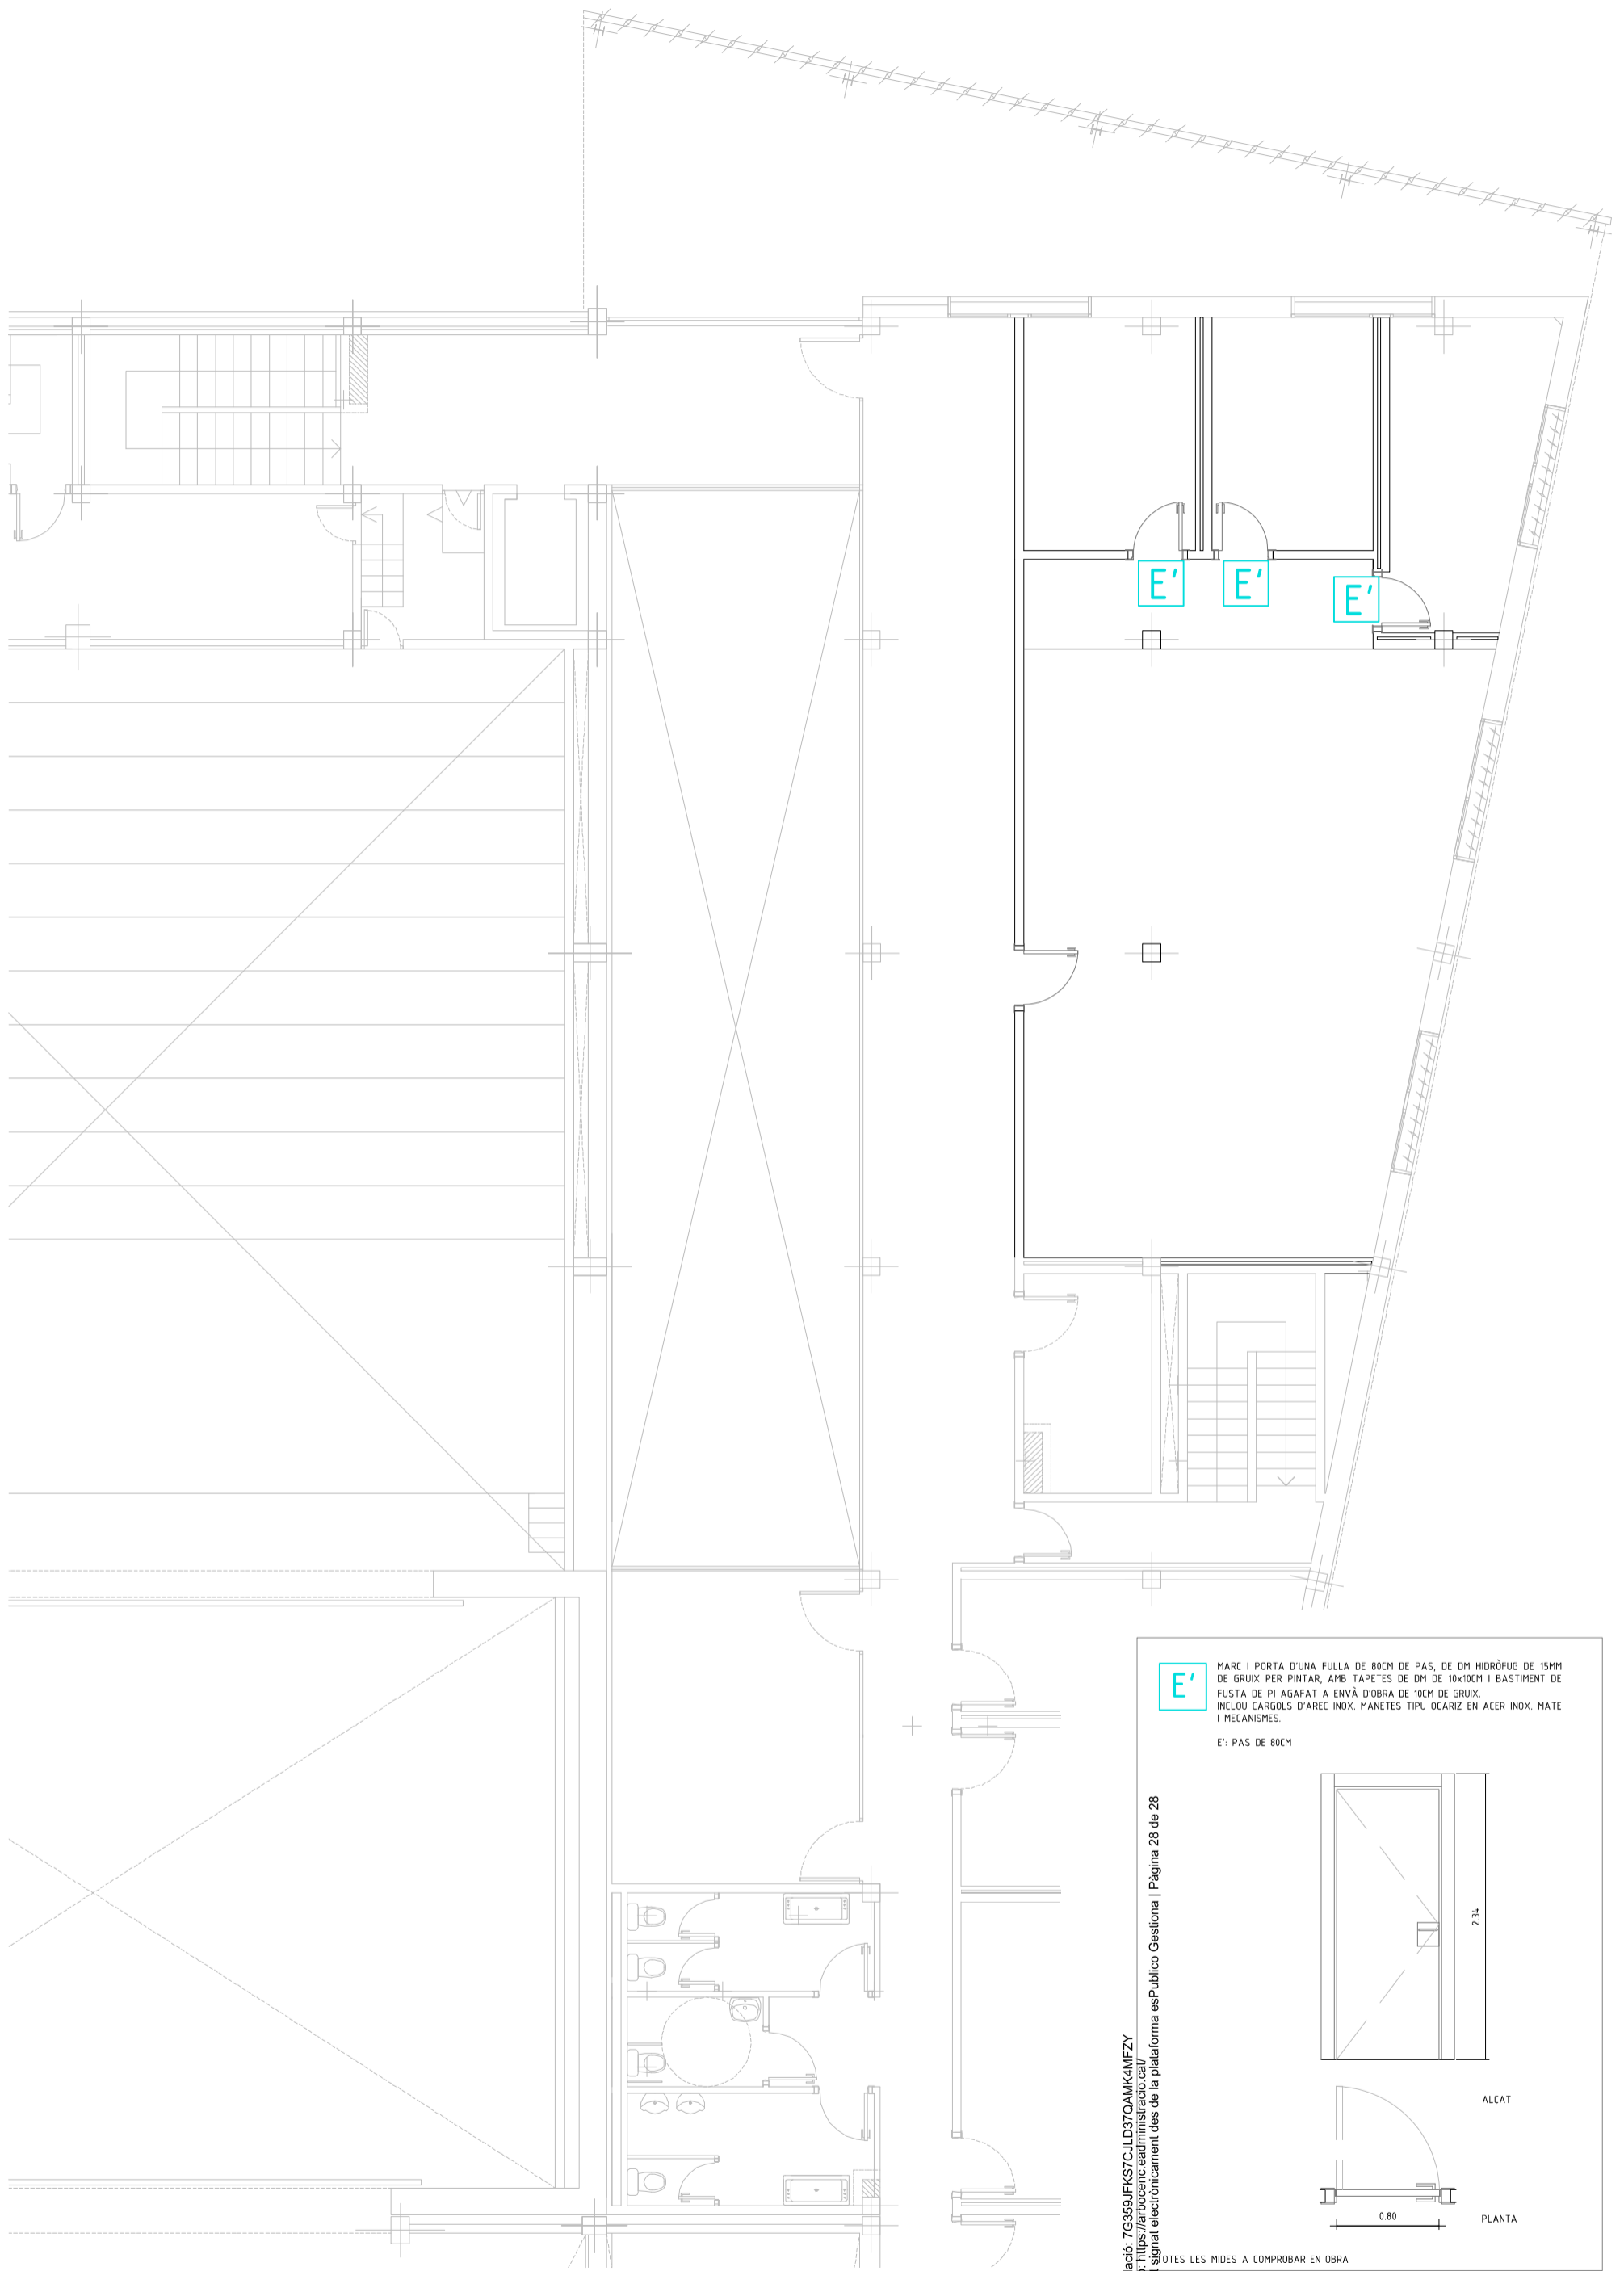 E'
E'
E'
E'
MARC I PORTA D'UNA FULLA DE 80CM DE PAS, DE DM HIDRÒFUG DE 15MM
DE GRUIX PER PINTAR, AMB TAPETES DE DM DE 10x10CM I BASTIMENT DE
FUSTA DE PI AGAFAT A ENVÀ D'OBRA DE 10CM DE GRUIX.
INCLOU CARGOLS D'AREC INOX. MANETES TIPU OCARIZ EN ACER INOX. MATE
I MECANISMES.
E': PAS DE 80CM
2.34
ALÇAT
0.80
PLANTA
OTES LES MIDES A COMPROBAR EN OBRA
lació: 7G359JFKS7CJLD37QAMK4MFZY
: https://arbocenc.eadministracio.cat/
t signat electrònicament des de la plataforma esPublico Gestiona | Pàgina 28 de 28